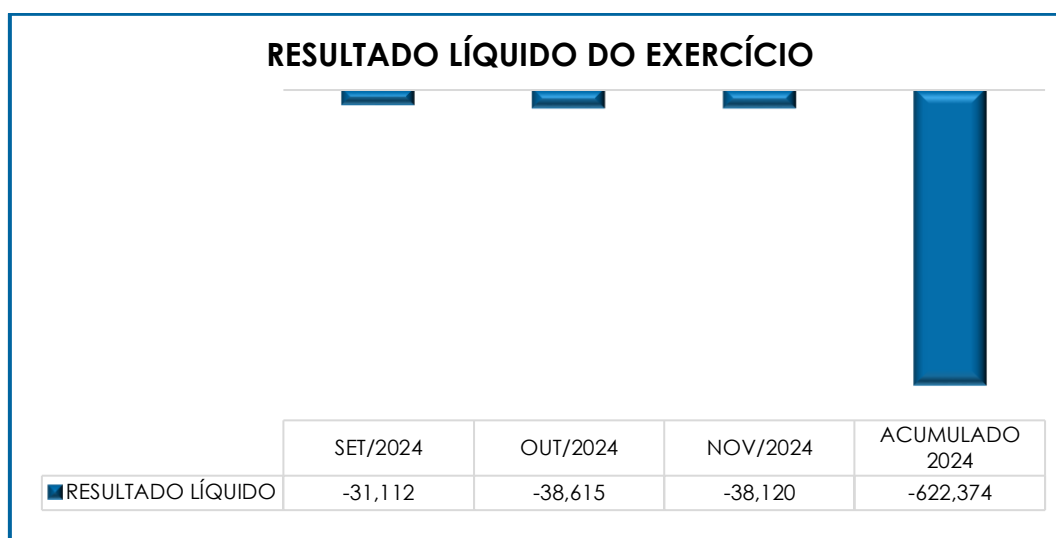 RESULTADO LÍQUIDO DO EXERCÍCIO
SET/2024 OUT/2024 NOV/2024 ACUMULADO 2024
RESULTADO LÍQUIDO -31,112 -38,615 -38,120 -622,374